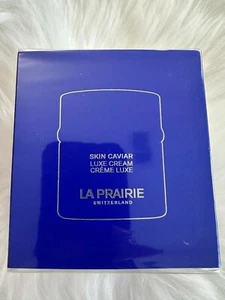 SKIN CAVIAR
LUXE CREAM
CRÈME LUXE
LA PRAIRIE
SWITZERLAND